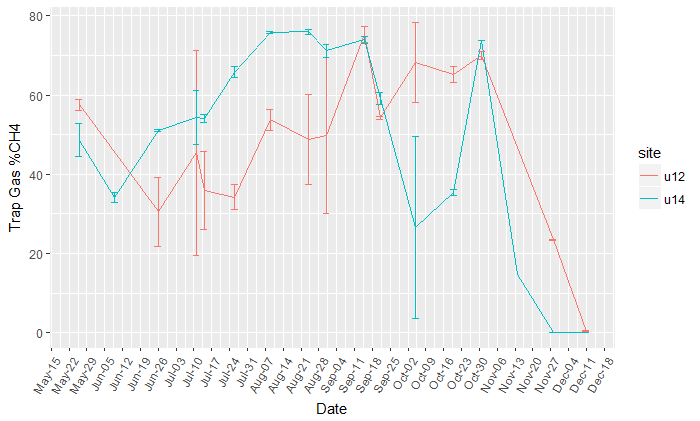 80
60
40
20
0
Trap Gas %CH4
May-15
May-22
May-29
Jun-05
Jun-12
Jun-19
Jun-26
Jul-03
Jul-10
Jul-17
Jul-24
Jul-31
Aug-07
Aug-14
Aug-21
Aug-28
Sep-04
Sep-11
Sep-18
Sep-25
Oct-02
Oct-09
Oct-16
Oct-23
Oct-30
Nov-06
Nov-13
Nov-20
Nov-27
Dec-04
Dec-11
Dec-18
Date
site
u12
u14